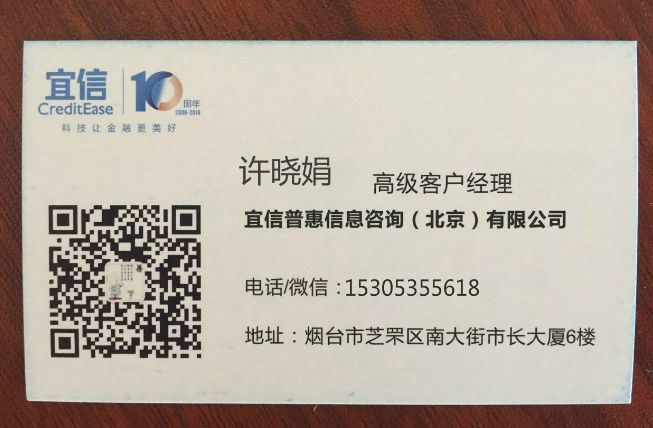 宜信
CreditEase
10周年
2006-2016
科技让金融更美好
许晓娟 高级客户经理
宜信普惠信息咨询（北京）有限公司
电话/微信：15305355618
地址：烟台市芝罘区南大街市长大厦6楼